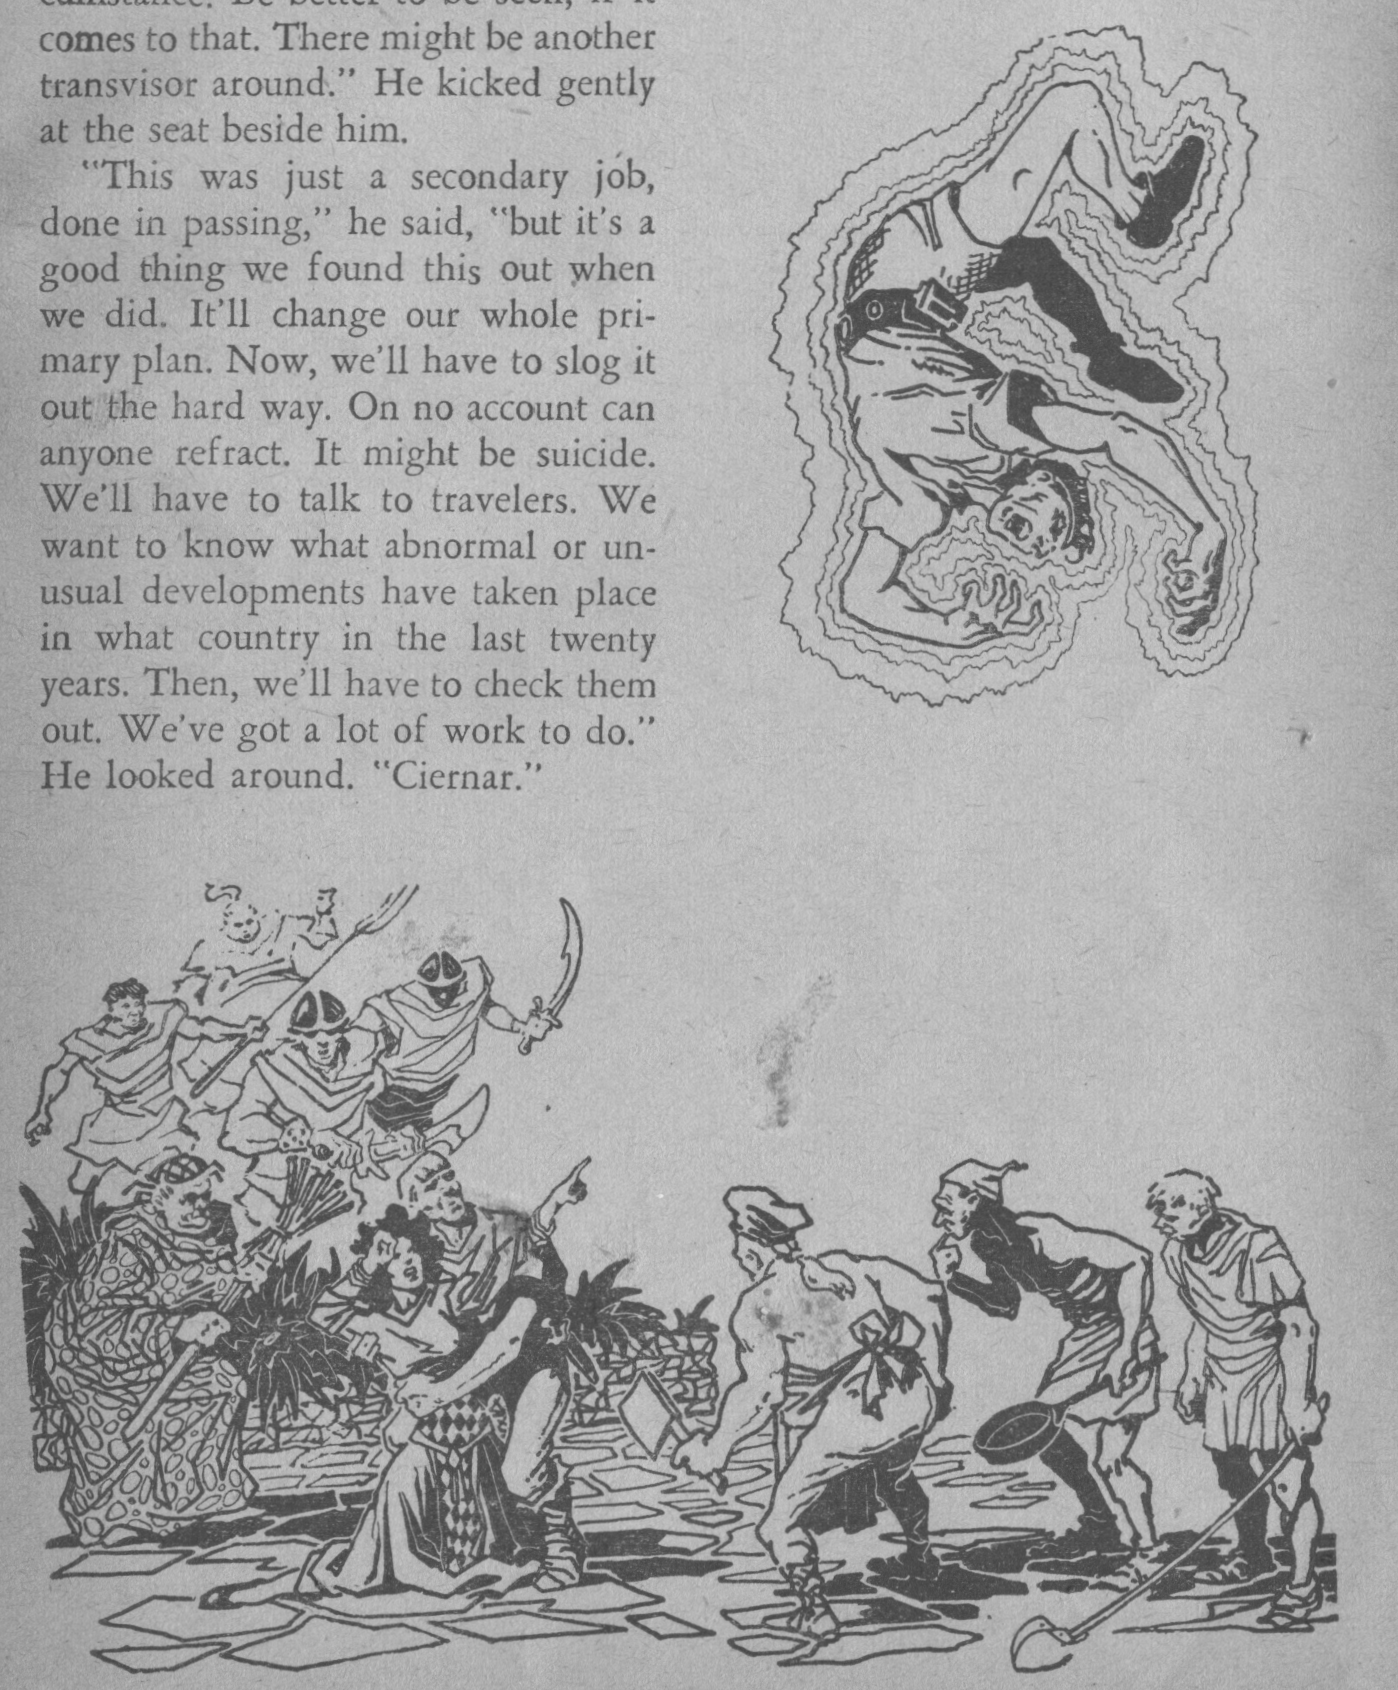 cumstance. Be better to be seen, if it
comes to that. There might be another
transvisor around." He kicked gently
at the seat beside him.
"This was just a secondary job,
done in passing," he said, "but it's a
good thing we found this out when
we did. It'll change our whole pri-
mary plan. Now, we'll have to slog it
out the hard way. On no account can
anyone refract. It might be suicide.
We'll have to talk to travelers. We
want to know what abnormal or un-
usual developments have taken place
in what country in the last twenty
years. Then, we'll have to check them
out. We've got a lot of work to do."
He looked around. "Ciernar."